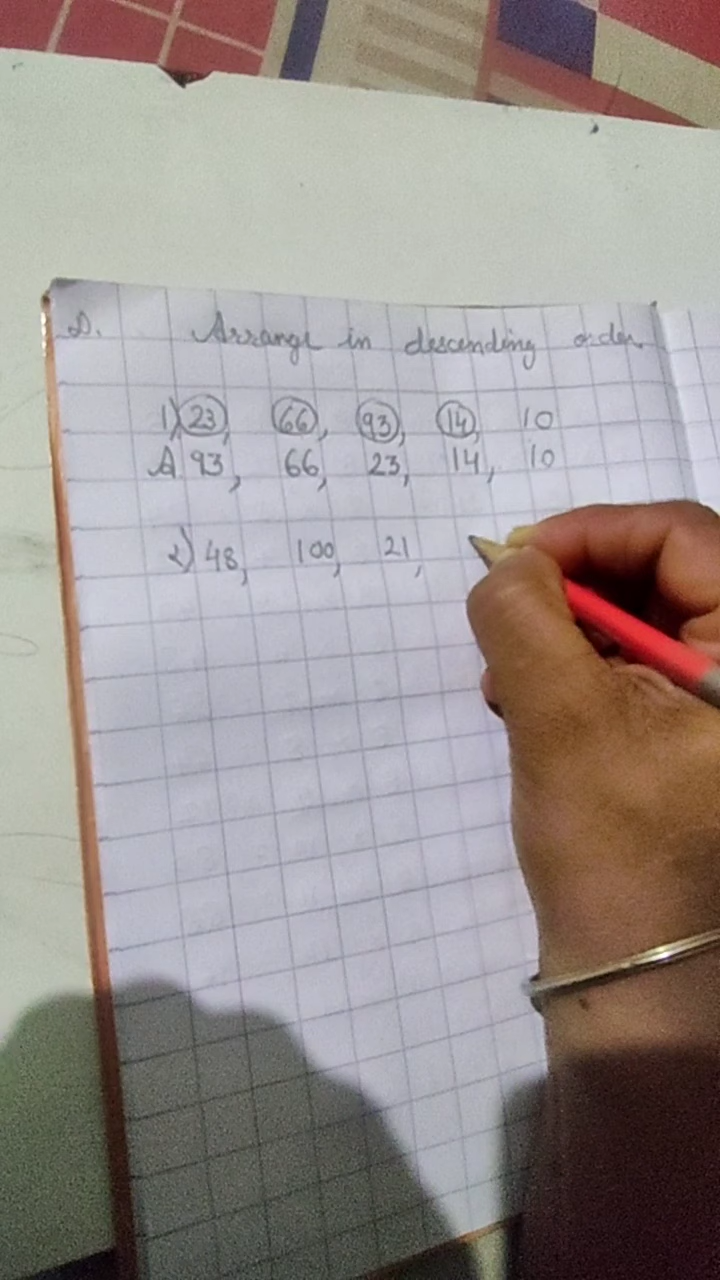 D. Arrange in descending order.
1) 23, 66, 93, 14, 10
A 93, 66, 23, 14, 10
2) 48, 100, 21,